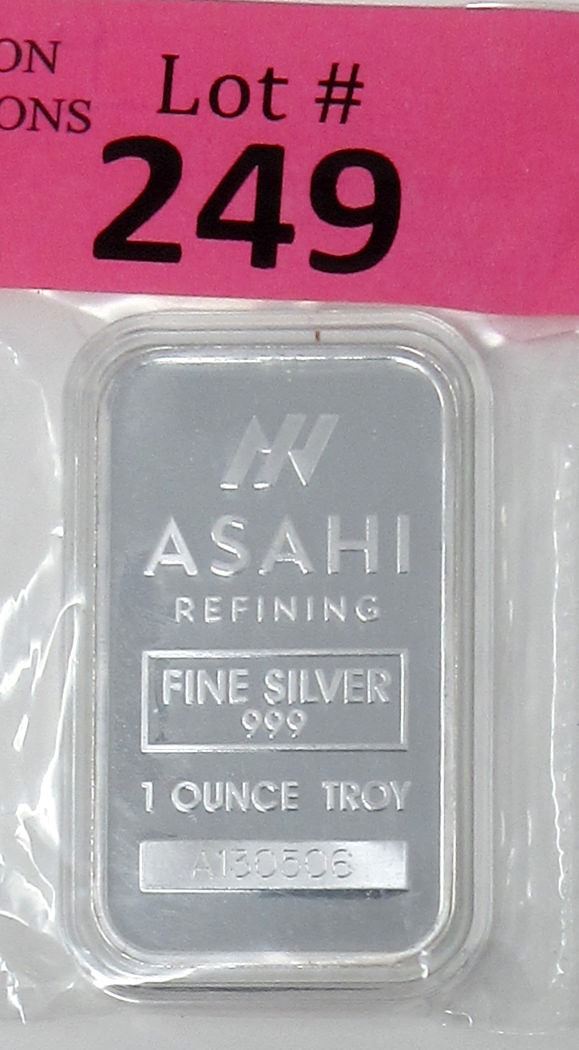 ON
ONS
Lot #
249
ASAHI
REFINING
FINE SILVER
999
1 OUNCE TROY
A130506